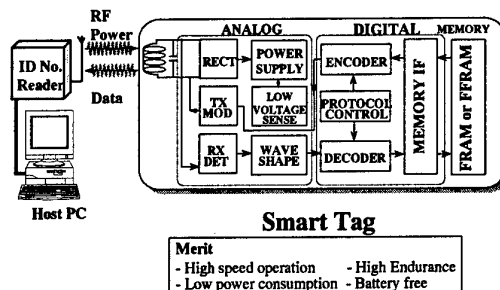 RF
Power
ANALOG
DIGITAL
MEMORY
ID No.
Reader
Data
Host PC
RECT
POWER
SUPPLY
ENCODER
TX
MOD
LOW
VOLTAGE
SENSE
PROTOCOL
CONTROL
RX
DET
WAVE
SHAPE
DECODER
MEMORY IF
FRAM or FFRAM
Smart Tag
Merit
- High speed operation - High Endurance
- Low power consumption - Battery free